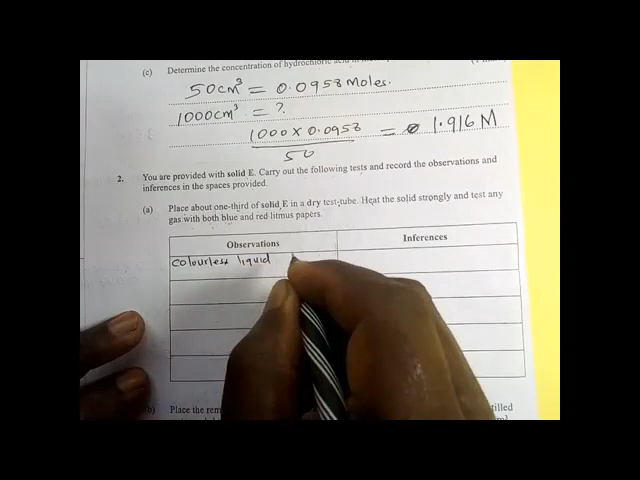 (c) Determine the concentration of hydrochloric acid in
50cm³ = 0.0958 Moles.
1000cm³ = ?
1000 x 0.0958 = 1.916 M
50
2. You are provided with solid E. Carry out the following tests and record the observations and
inferences in the spaces provided.
(a) Place about one-third of solid E in a dry test-tube. Heat the solid strongly and test any
gas with both blue and red litmus papers.
Observations Inferences
colourless liquid
b) Place the rem tilled